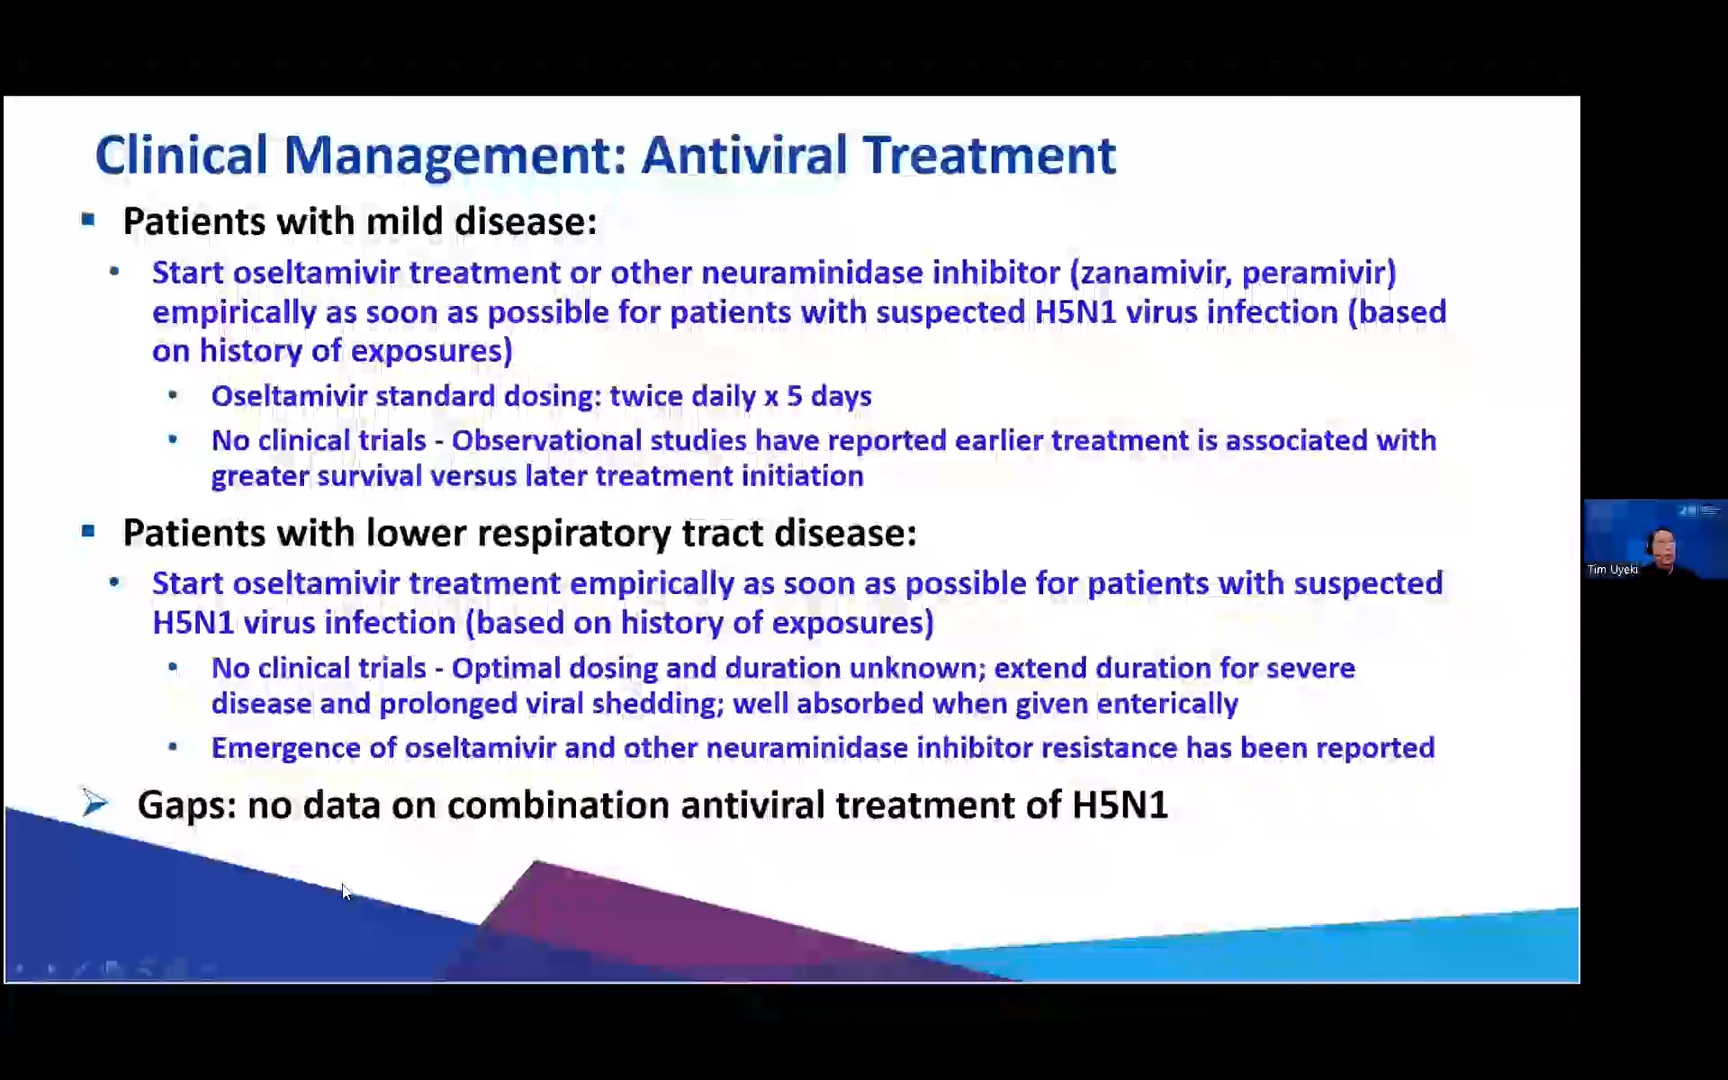 Clinical Management: Antiviral Treatment
Patients with mild disease:
Start oseltamivir treatment or other neuraminidase inhibitor (zanamivir, peramivir)
empirically as soon as possible for patients with suspected H5N1 virus infection (based
on history of exposures)
Oseltamivir standard dosing: twice daily x 5 days
No clinical trials - Observational studies have reported earlier treatment is associated with
greater survival versus later treatment initiation
Patients with lower respiratory tract disease:
Start oseltamivir treatment empirically as soon as possible for patients with suspected
H5N1 virus infection (based on history of exposures)
No clinical trials - Optimal dosing and duration unknown; extend duration for severe
disease and prolonged viral shedding; well absorbed when given enterically
Emergence of oseltamivir and other neuraminidase inhibitor resistance has been reported
Gaps: no data on combination antiviral treatment of H5N1
Tim Uyeki